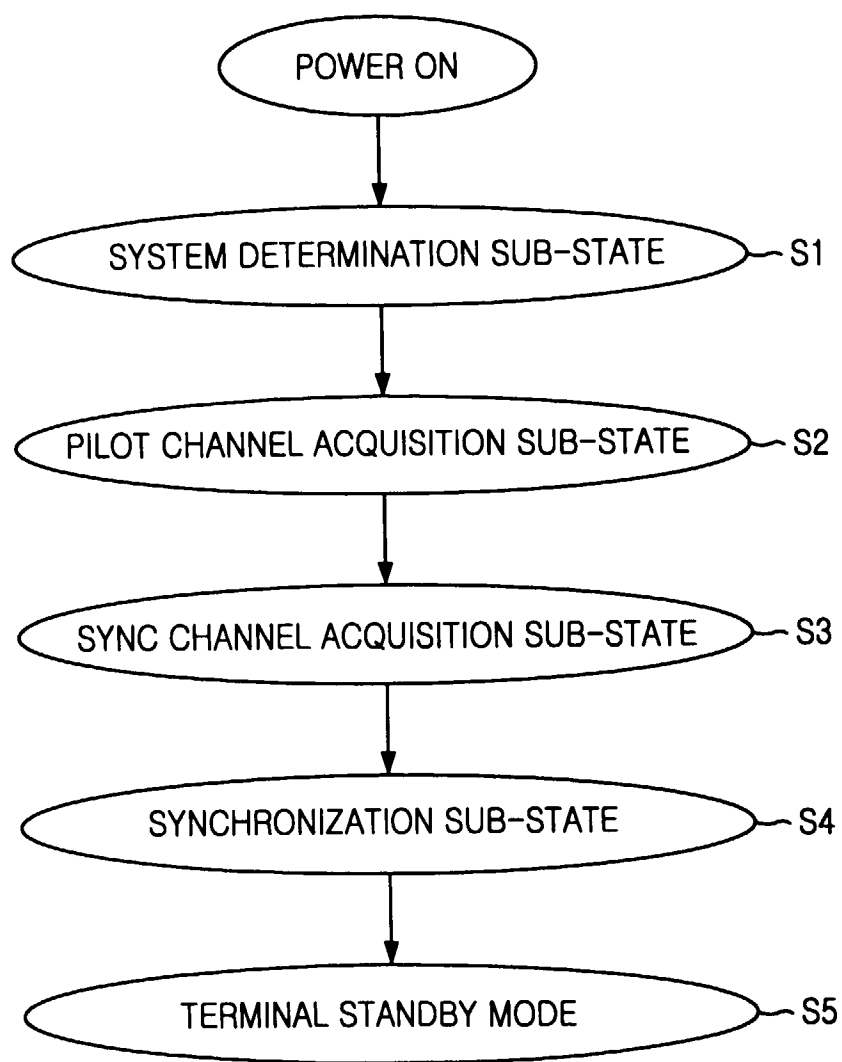 POWER ON
SYSTEM DETERMINATION SUB-STATE S1
PILOT CHANNEL ACQUISITION SUB-STATE S2
SYNC CHANNEL ACQUISITION SUB-STATE S3
SYNCHRONIZATION SUB-STATE S4
TERMINAL STANDBY MODE S5